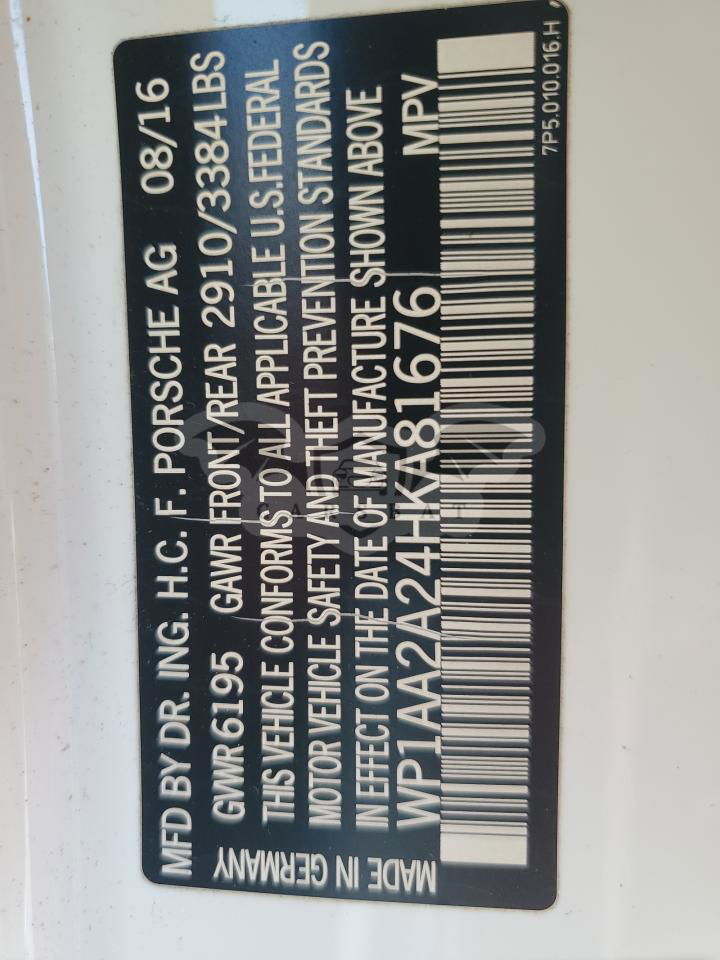 MFD BY DR. ING. H.C. F. PORSCHE AG 08/16
GVWR 6195 GAWR FRONT/REAR 2910/3384LBS
THIS VEHICLE CONFORMS TO ALL APPLICABLE U.S.FEDERAL
MOTOR VEHICLE SAFETY AND THEFT PREVENTION STANDARDS
IN EFFECT ON THE DATE OF MANUFACTURE SHOWN ABOVE
WP1AA2A24HKA81676 MPV
MADE IN GERMANY
7P5.010.016.H